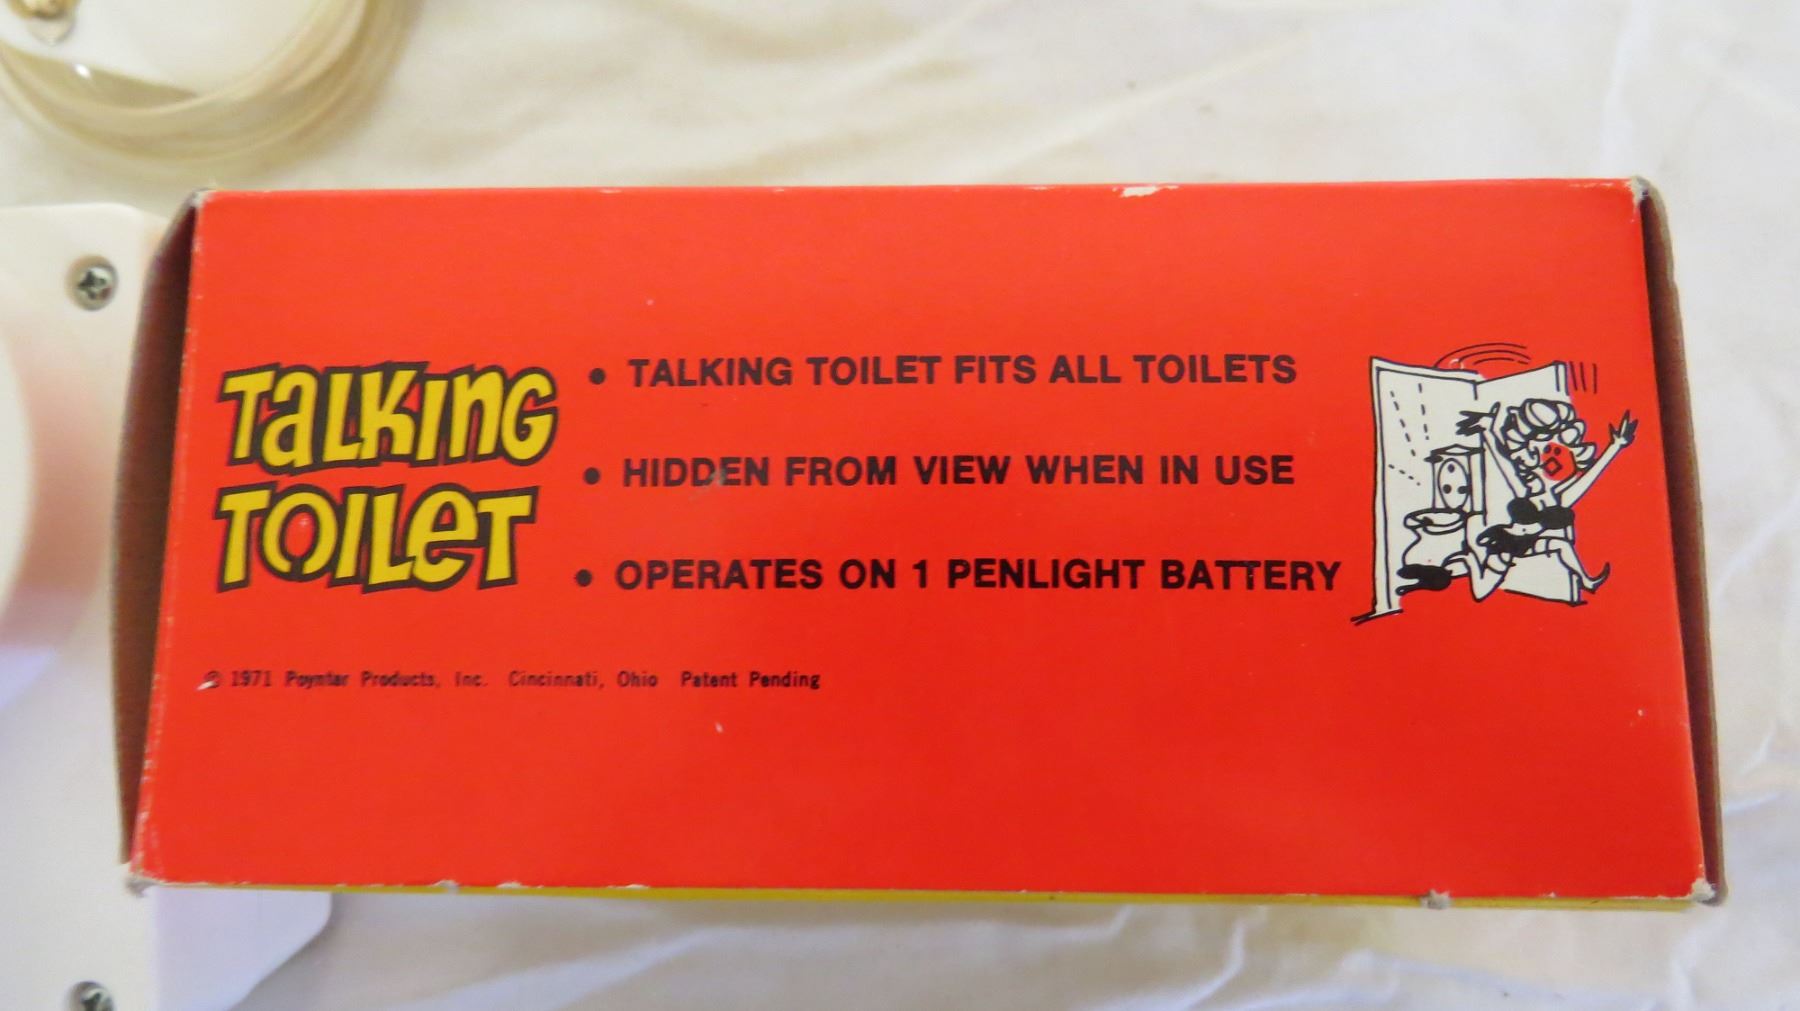 TALKING
TOILET
• TALKING TOILET FITS ALL TOILETS
• HIDDEN FROM VIEW WHEN IN USE
• OPERATES ON 1 PENLIGHT BATTERY
© 1971 Poynter Products, Inc. Cincinnati, Ohio Patent Pending